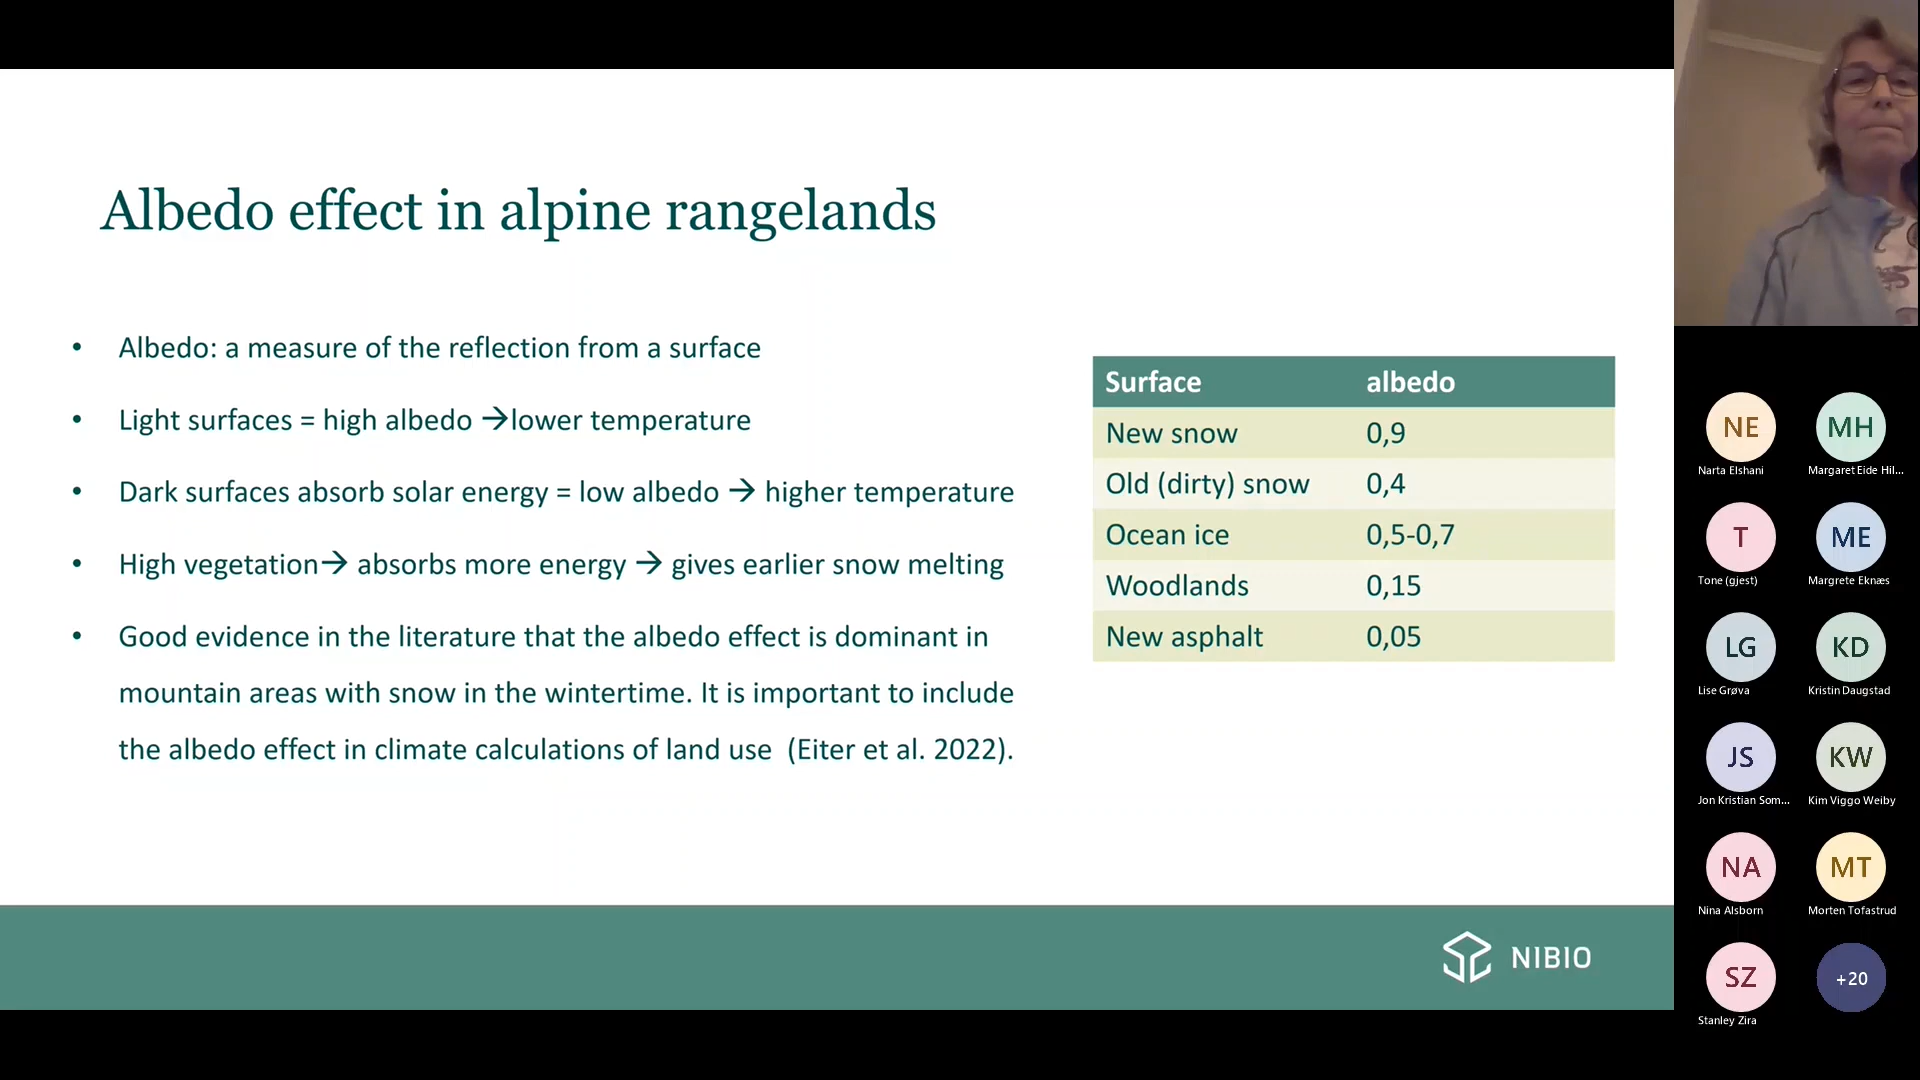 Albedo effect in alpine rangelands
• Albedo: a measure of the reflection from a surface
• Light surfaces = high albedo →lower temperature
• Dark surfaces absorb solar energy = low albedo → higher temperature
• High vegetation→ absorbs more energy → gives earlier snow melting
• Good evidence in the literature that the albedo effect is dominant in
mountain areas with snow in the wintertime. It is important to include
the albedo effect in climate calculations of land use (Eiter et al. 2022).
Surface albedo
New snow 0,9
Old (dirty) snow 0,4
Ocean ice 0,5-0,7
Woodlands 0,15
New asphalt 0,05
NIBIO
NE MH
Narta Elshani Margaret Eide Hil...
T ME
Tone (gjest) Margrete Eknæs
LG KD
Lise Grøva Kristin Daugstad
JS KW
Jon Kristian Som... Kim Viggo Weiby
NA MT
Nina Alsborn Morten Tofastrud
SZ +20
Stanley Zira